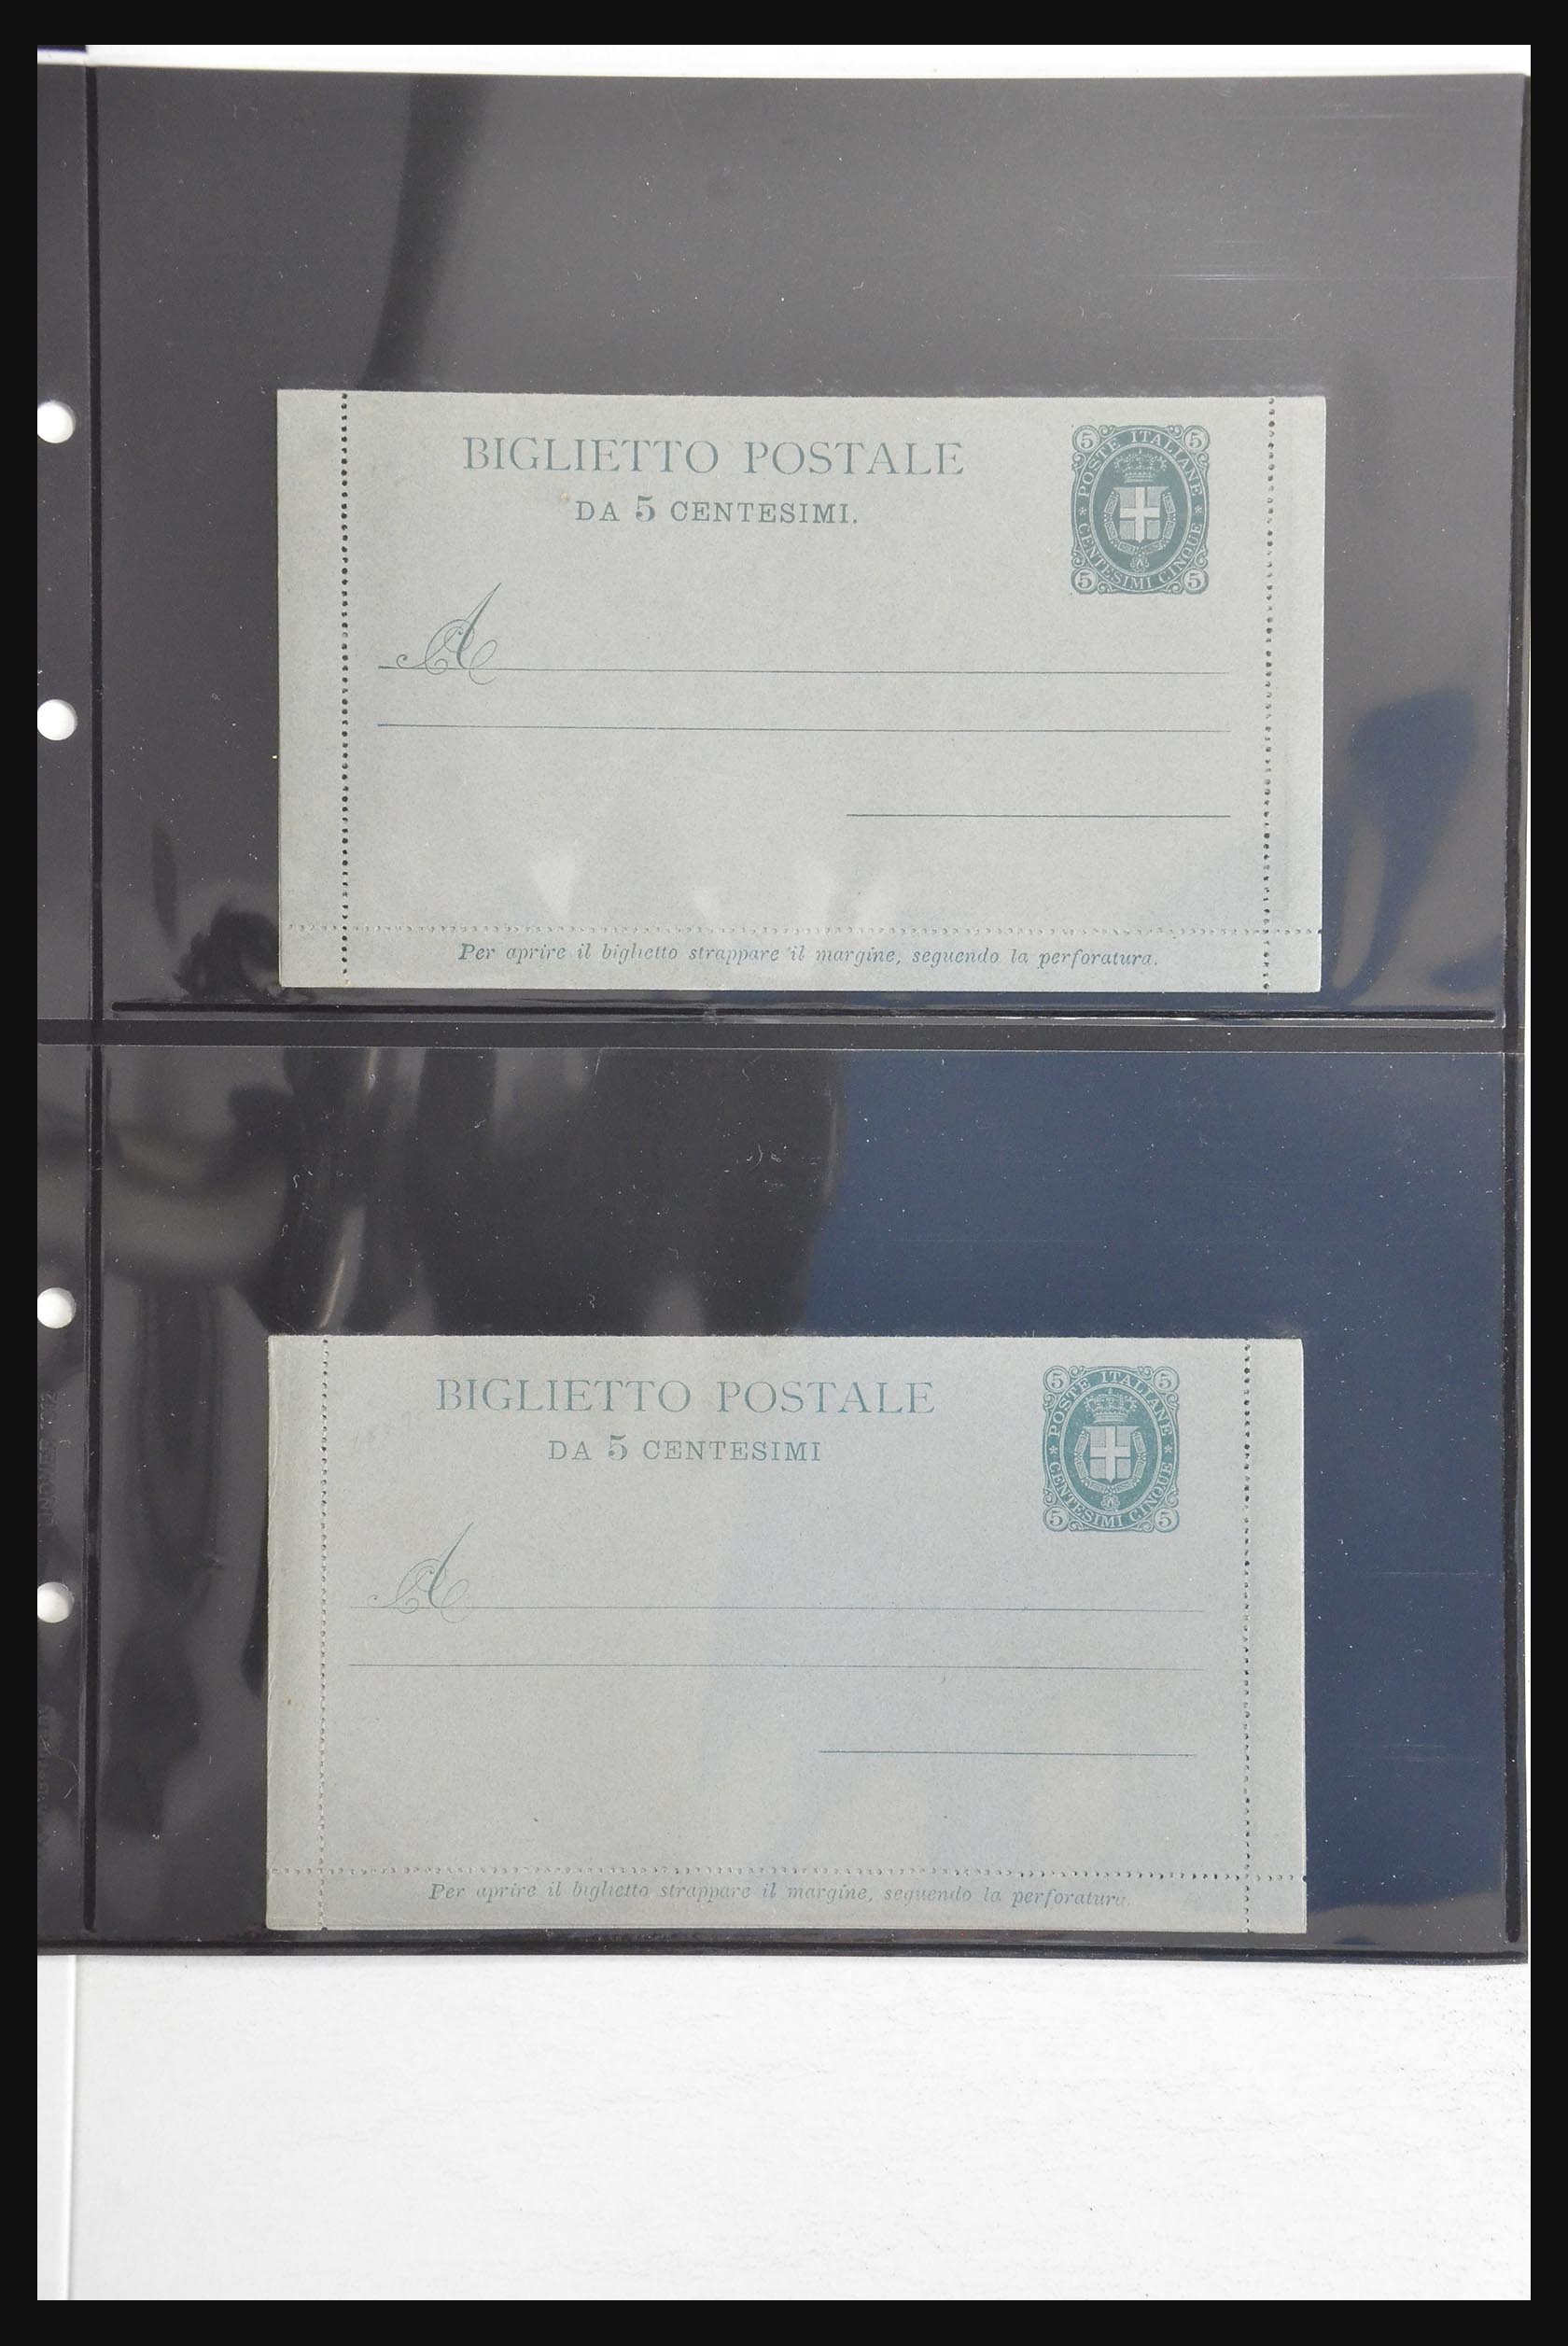 BIGLIETTO POSTALE
DA 5 CENTESIMI.
5 POSTE ITALIANE 5
* CENTESIMI CINQUE *
5 5
A
Per aprire il biglietto strappare il margine, seguendo la perforatura.
BIGLIETTO POSTALE
DA 5 CENTESIMI
5 POSTE ITALIANE 5
* CENTESIMI CINQUE *
5 5
A
Per aprire il biglietto strappare il margine, seguendo la perforatura.